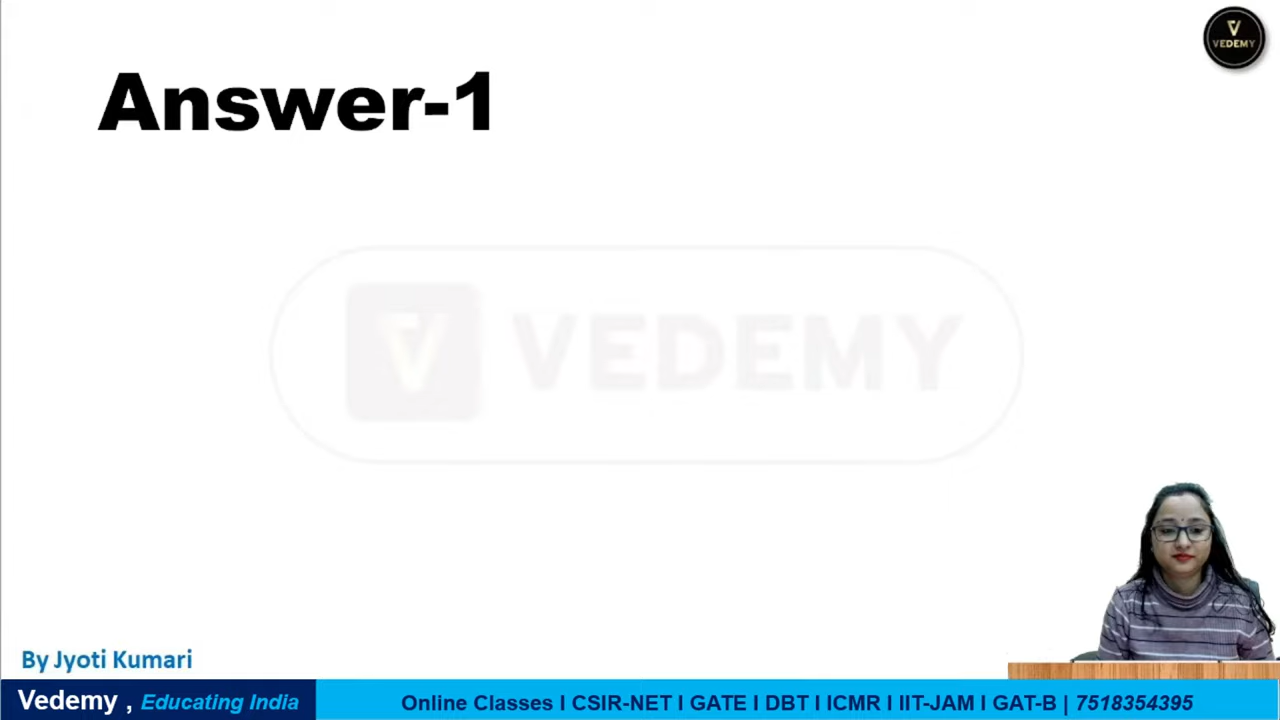 VEDEMY
Answer-1
VEDEMY
By Jyoti Kumari
Vedemy , Educating India
Online Classes I CSIR-NET I GATE I DBT I ICMR I IIT-JAM I GAT-B | 7518354395